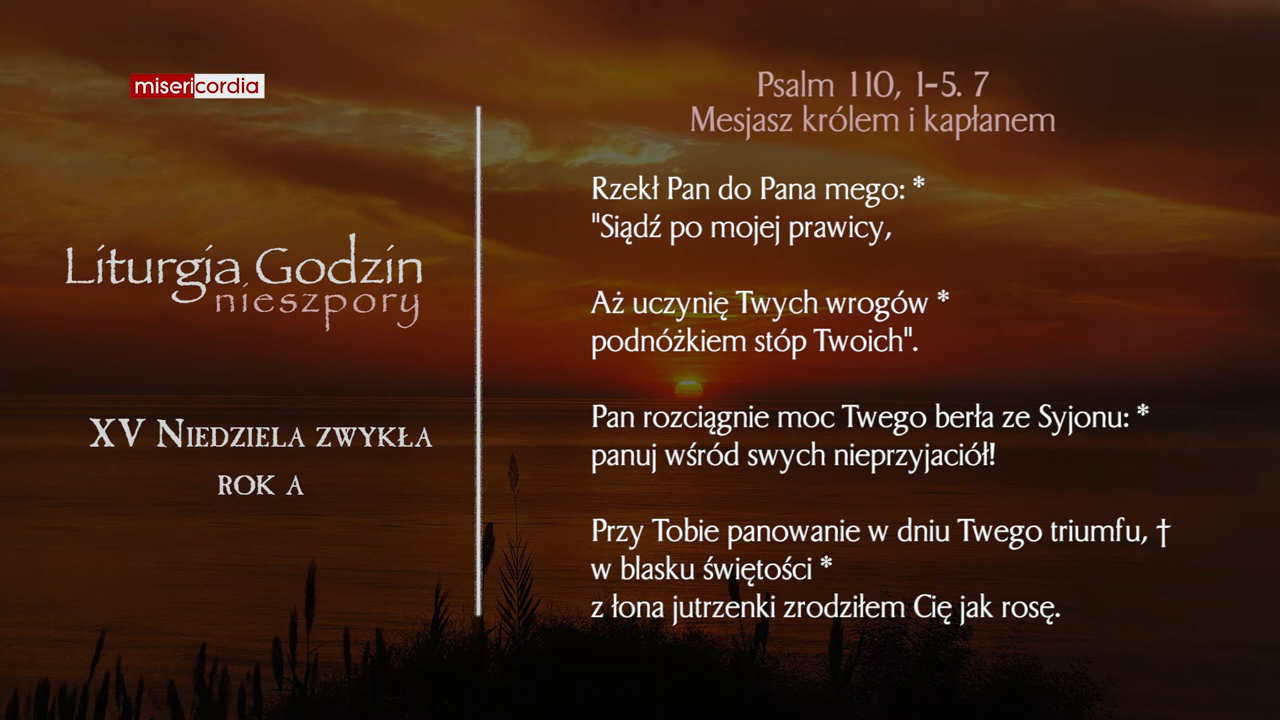 misericordia
Liturgia Godzin
nieszpory
XV Niedziela zwykła
rok A
Psalm 110, 1-5. 7
Mesjasz królem i kapłanem
Rzekł Pan do Pana mego: *
"Siądź po mojej prawicy,
Aż uczynię Twych wrogów *
podnóżkiem stóp Twoich".
Pan rozciągnie moc Twego berła ze Syjonu: *
panuj wśród swych nieprzyjaciół!
Przy Tobie panowanie w dniu Twego triumfu, †
w blasku świętości *
z łona jutrzenki zrodziłem Cię jak rosę.